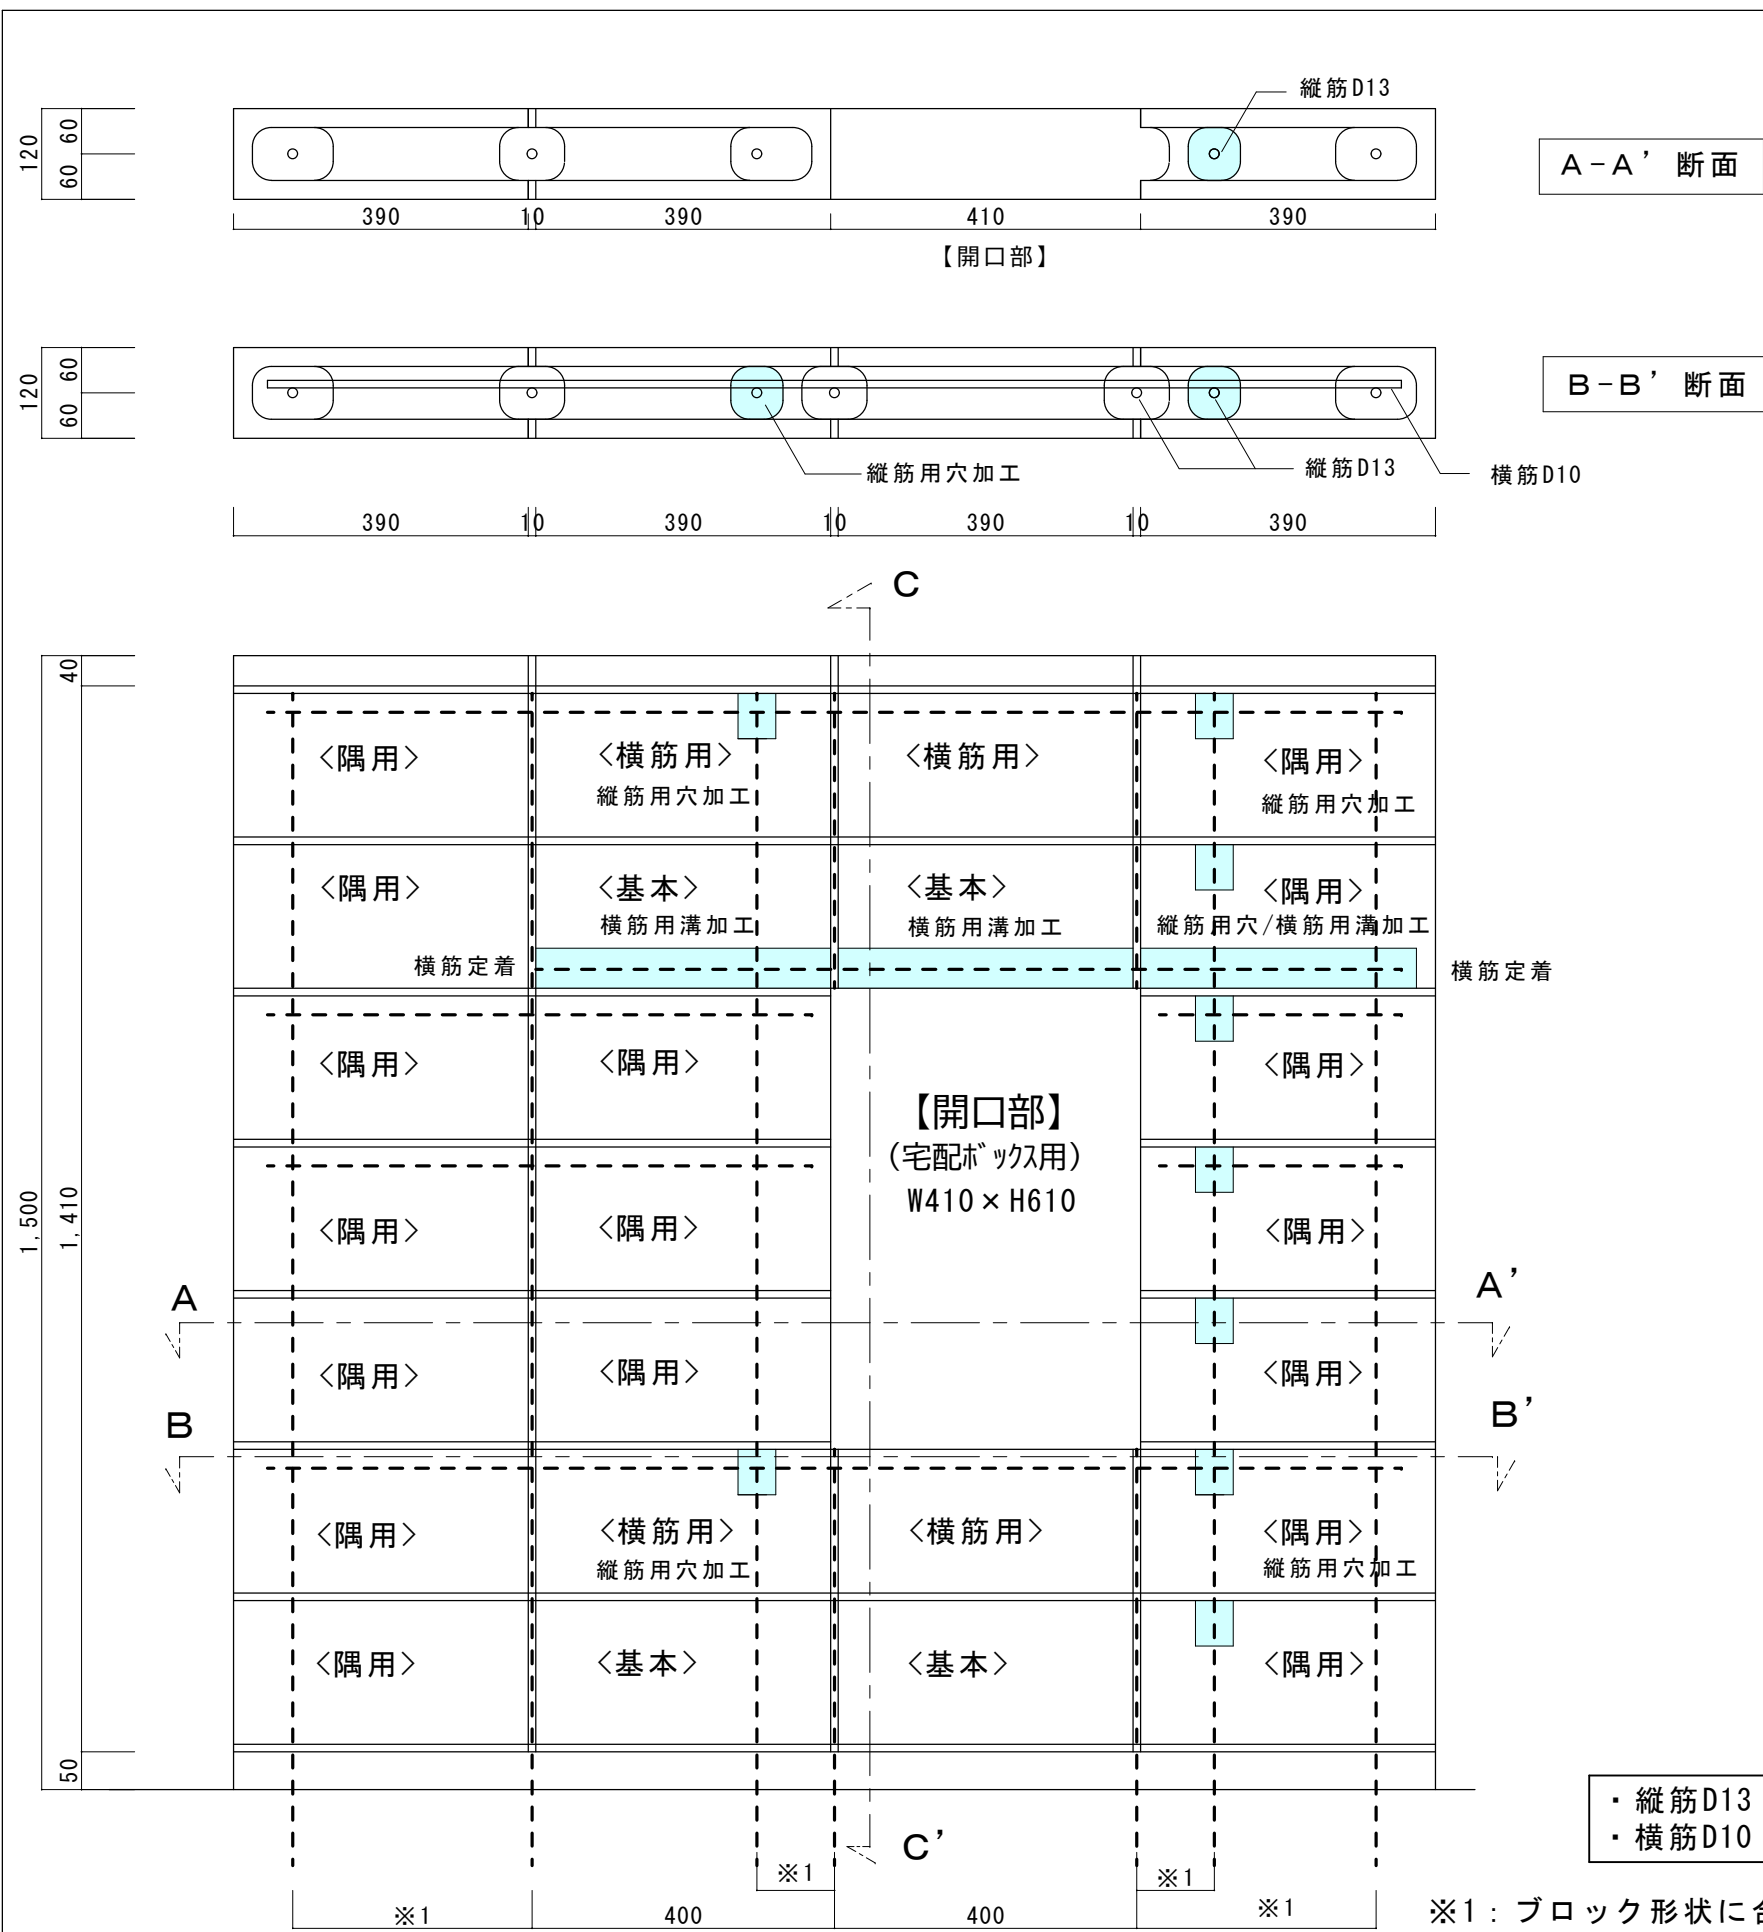 縦筋D13
120
60
60
A-A’ 断面
390
10
390
410
390
【開口部】
120
60
60
B-B’ 断面
縦筋用穴加工
縦筋D13
横筋D10
390
10
390
10
390
10
390
C
40
1,500
1,410
50
<隅用>
<横筋用>
縦筋用穴加工
<横筋用>
<隅用>
縦筋用穴加工
<隅用>
<基本>
横筋用溝加工
<基本>
横筋用溝加工
<隅用>
縦筋用穴/横筋用溝加工
横筋定着
横筋定着
<隅用>
<隅用>
【開口部】
(宅配ボックス用)
W410×H610
<隅用>
<隅用>
<隅用>
<隅用>
A
A’
<隅用>
<隅用>
<隅用>
B
B’
<隅用>
<横筋用>
縦筋用穴加工
<横筋用>
<隅用>
縦筋用穴加工
<隅用>
<基本>
<基本>
<隅用>
・縦筋D13
・横筋D10
C’
※1
※1
※1
400
400
※1
※1：ブロック形状に